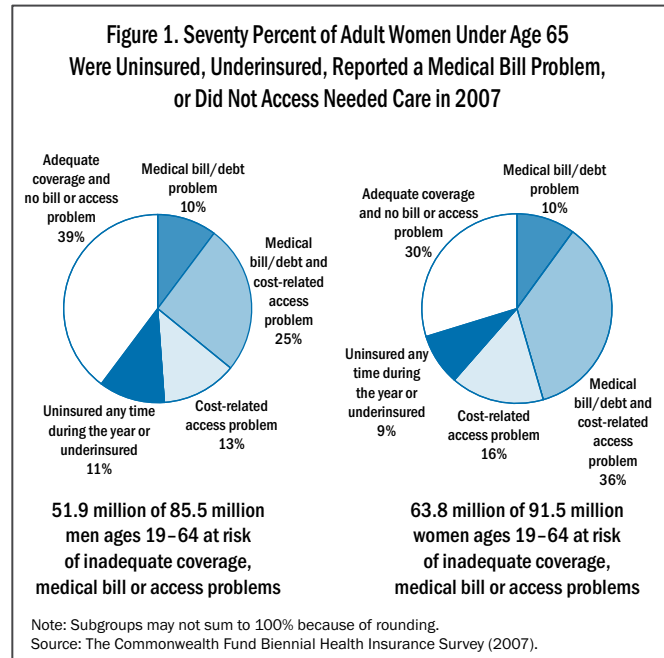 Figure 1. Seventy Percent of Adult Women Under Age 65
Were Uninsured, Underinsured, Reported a Medical Bill Problem,
or Did Not Access Needed Care in 2007
Adequate
coverage and
no bill or access
problem
39%
Medical bill/debt
problem
10%
Medical
bill/debt and
cost-related
access
problem
25%
Cost-related
access problem
13%
Uninsured any time
during the year or
underinsured
11%
51.9 million of 85.5 million
men ages 19–64 at risk
of inadequate coverage,
medical bill or access problems
Adequate coverage
and no bill or access
problem
30%
Medical bill/debt
problem
10%
Medical
bill/debt and
cost-related
access
problem
36%
Cost-related
access problem
16%
Uninsured any
time during
the year or
underinsured
9%
63.8 million of 91.5 million
women ages 19–64 at risk
of inadequate coverage,
medical bill or access problems
Note: Subgroups may not sum to 100% because of rounding.
Source: The Commonwealth Fund Biennial Health Insurance Survey (2007).